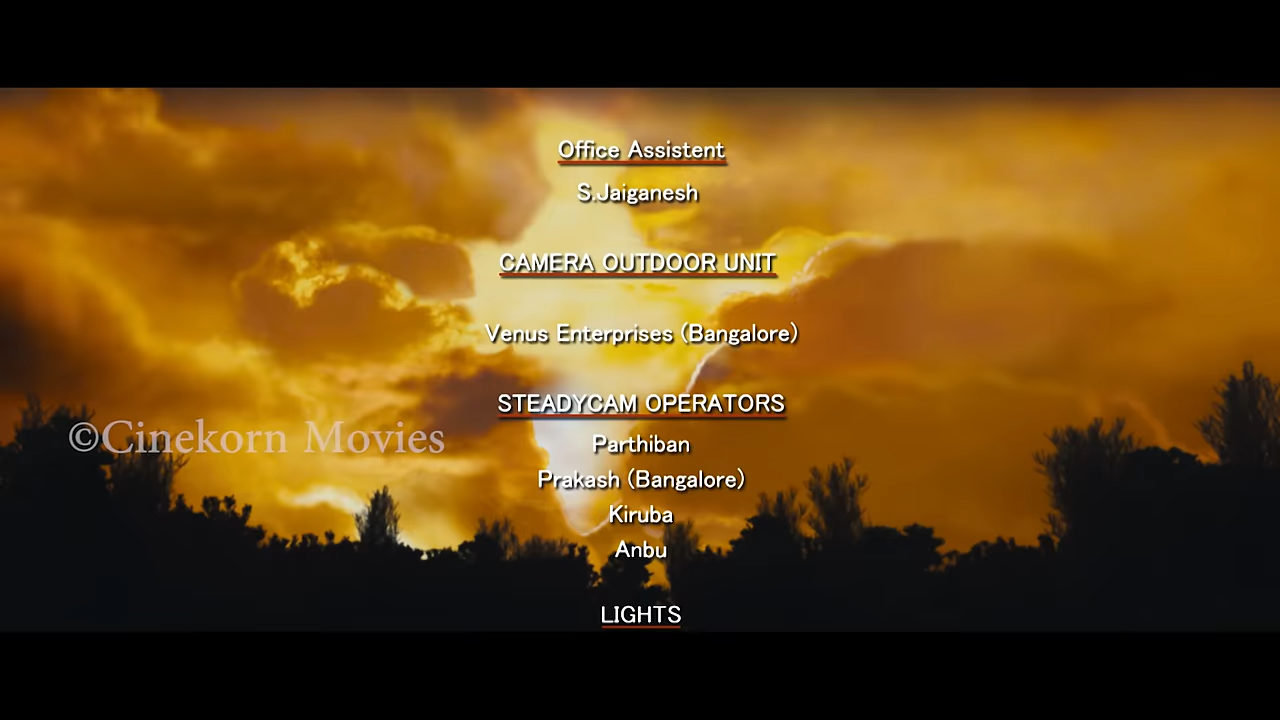 Office Assistent
S.Jaiganesh
CAMERA OUTDOOR UNIT
Venus Enterprises (Bangalore)
STEADYCAM OPERATORS
©Cinekorn Movies
Parthiban
Prakash (Bangalore)
Kiruba
Anbu
LIGHTS